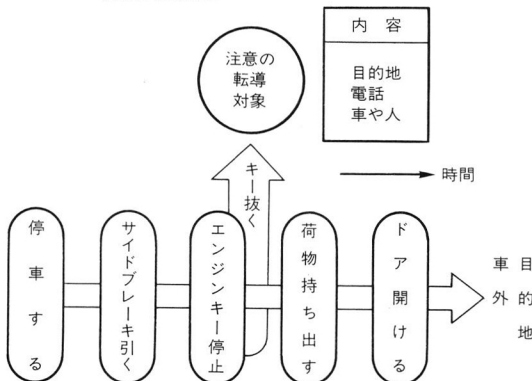 注意の
転導
対象
内容
目的地
電話
車や人
キー抜く
時間
停車する
サイドブレーキ引く
エンジンキー停止
荷物持ち出す
ドア開ける
車外
目的地